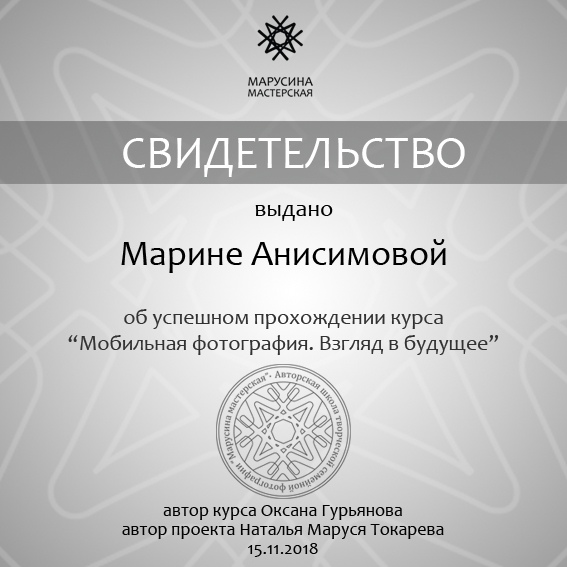 МАРУСИНА
МАСТЕРСКАЯ
СВИДЕТЕЛЬСТВО
выдано
Марине Анисимовой
об успешном прохождении курса
“Мобильная фотография. Взгляд в будущее”
"Марусина мастерская"· Авторская школа творческой семейной фотографии
автор курса Оксана Гурьянова
автор проекта Наталья Маруся Токарева
15.11.2018